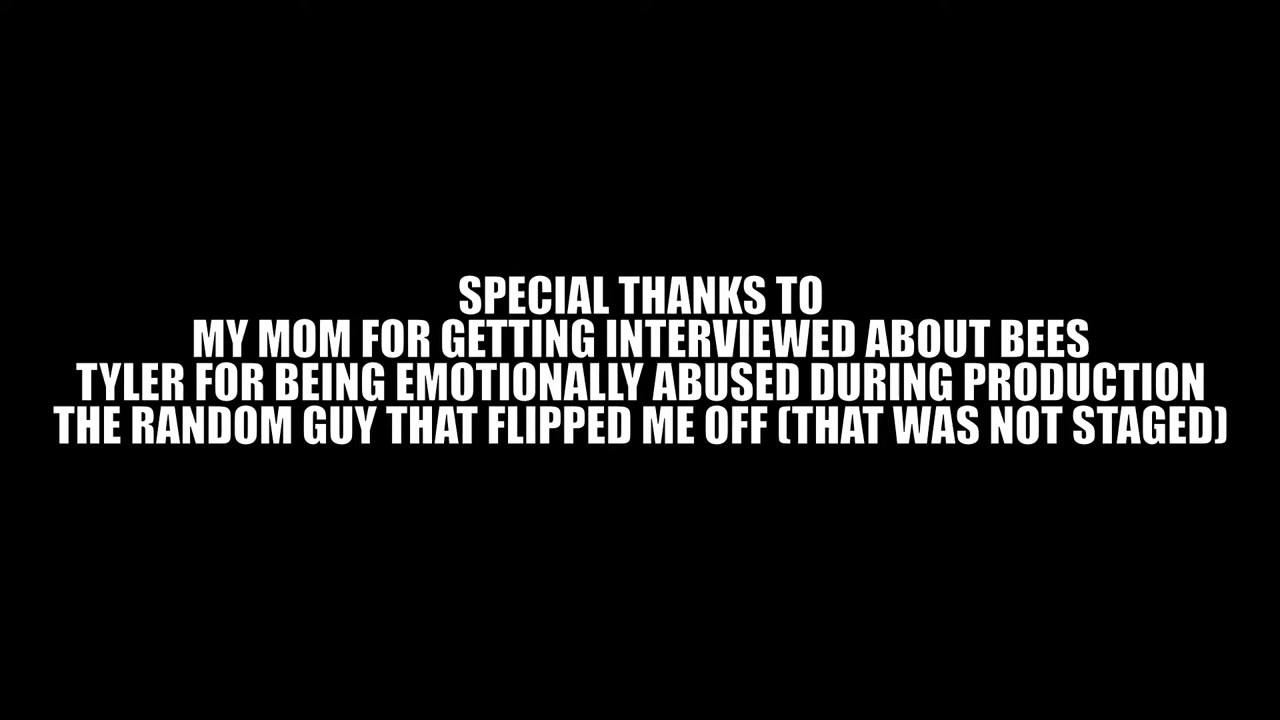 SPECIAL THANKS TO
MY MOM FOR GETTING INTERVIEWED ABOUT BEES
TYLER FOR BEING EMOTIONALLY ABUSED DURING PRODUCTION
THE RANDOM GUY THAT FLIPPED ME OFF (THAT WAS NOT STAGED)